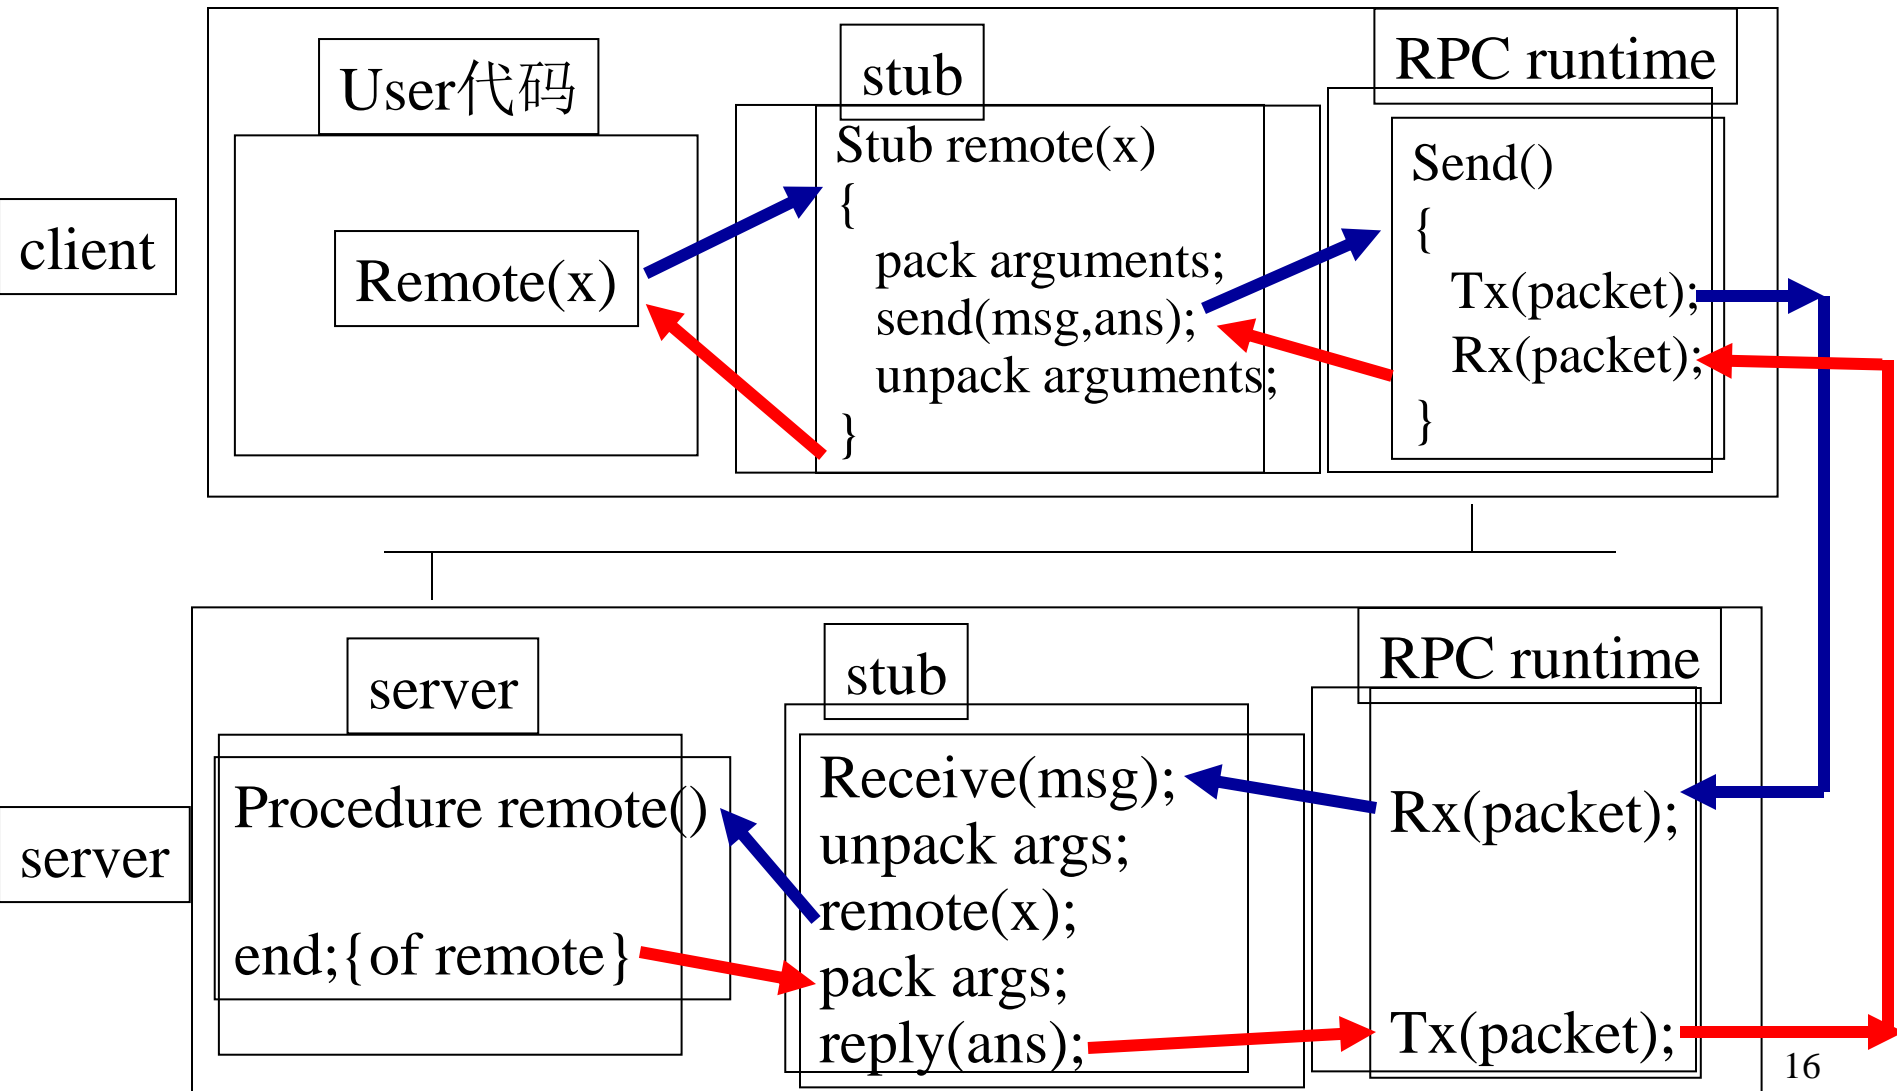 client
User代码
Remote(x)
stub
Stub remote(x)
{
pack arguments;
send(msg,ans);
unpack arguments;
}
RPC runtime
Send()
{
Tx(packet);
Rx(packet);
}
server
server
Procedure remote()
end;{of remote}
stub
Receive(msg);
unpack args;
remote(x);
pack args;
reply(ans);
RPC runtime
Rx(packet);
Tx(packet);
16